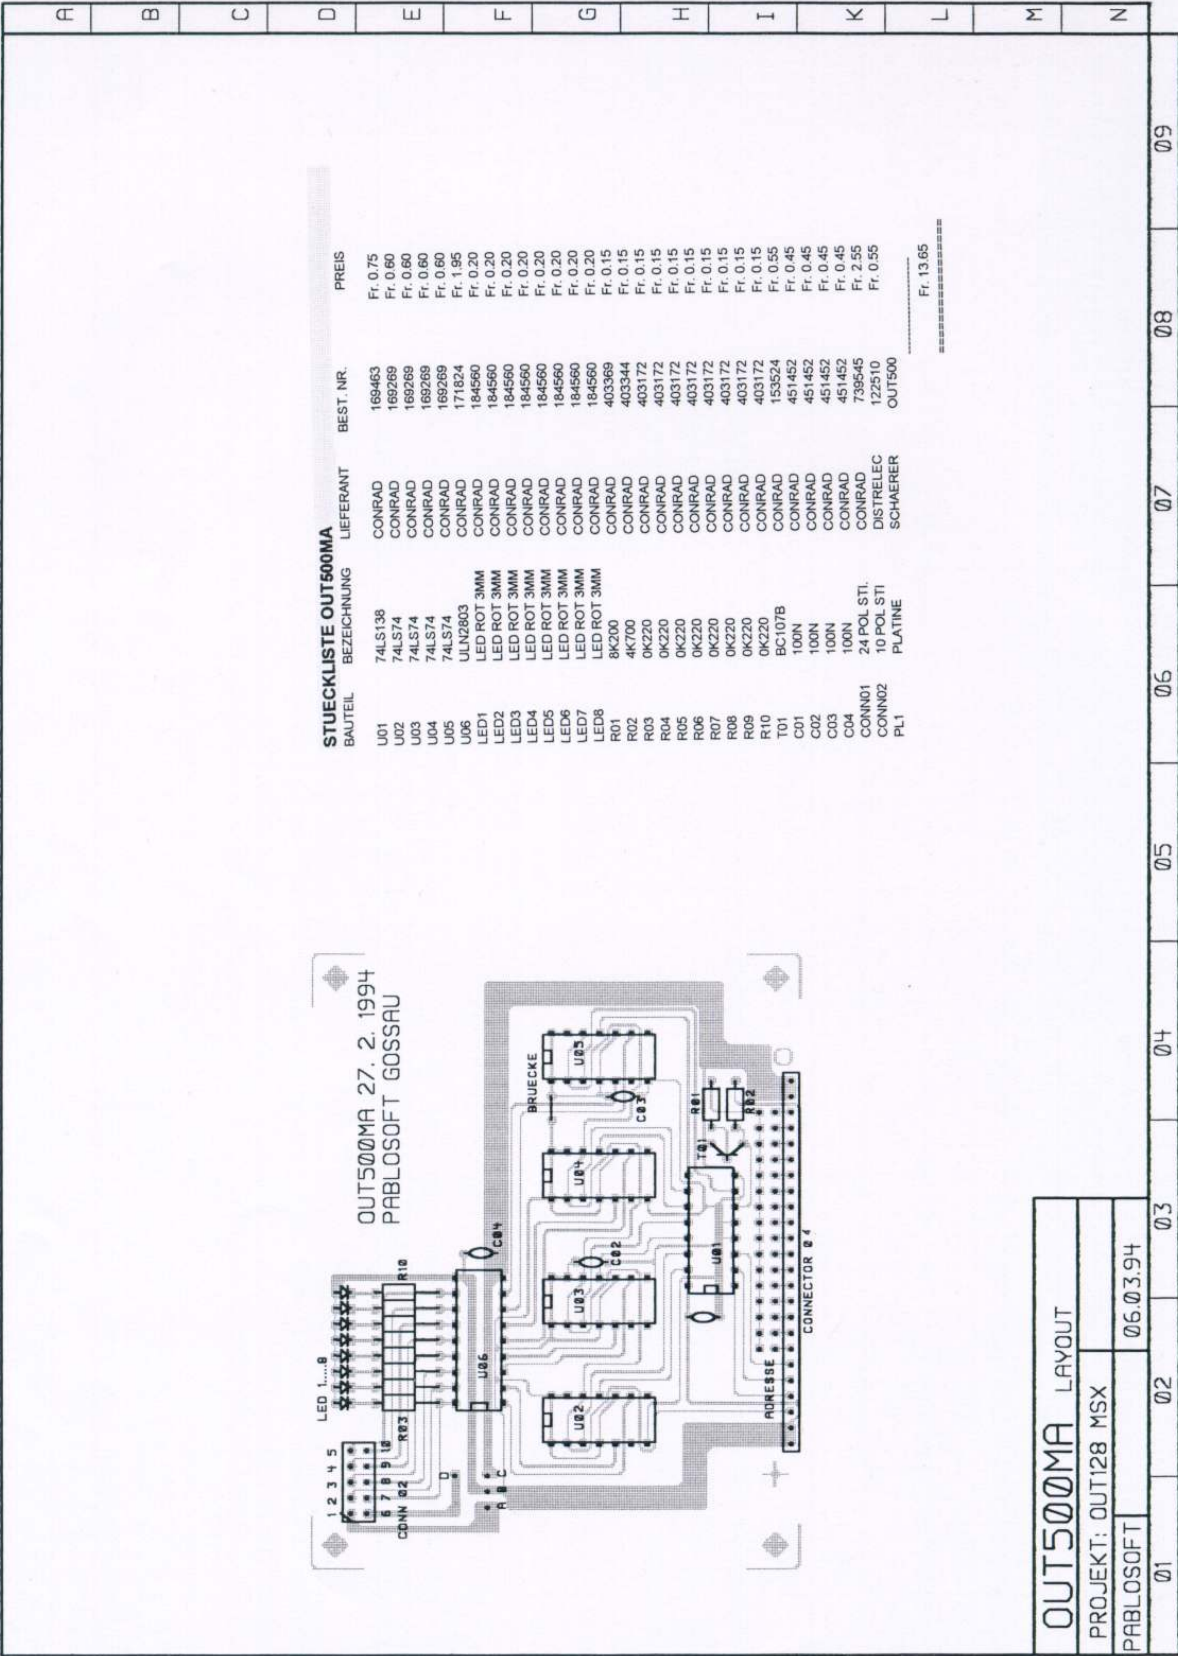 A B C D E F G H I K L M N
01 02 03 04 05 06 07 08 09
OUT500MA 27. 2. 1994
PABLOSOFT GOSSAU
LED 1.....8
1 2 3 4 5
6 7 8 9 10
CONN 02
R03
R10
D
A B C
U06
C04
BRUECKE
U02
U03
C02
U04
U05
C03
U01
T01
R01
R02
ADRESSE
CONNECTOR 04
STUECKLISTE OUT500MA
BAUTEIL BEZEICHNUNG LIEFERANT BEST. NR. PREIS
U01 74LS138 CONRAD 169463 Fr. 0.75
U02 74LS74 CONRAD 169269 Fr. 0.60
U03 74LS74 CONRAD 169269 Fr. 0.60
U04 74LS74 CONRAD 169269 Fr. 0.60
U05 74LS74 CONRAD 169269 Fr. 0.60
U06 ULN2803 CONRAD 171824 Fr. 1.95
LED1 LED ROT 3MM CONRAD 184560 Fr. 0.20
LED2 LED ROT 3MM CONRAD 184560 Fr. 0.20
LED3 LED ROT 3MM CONRAD 184560 Fr. 0.20
LED4 LED ROT 3MM CONRAD 184560 Fr. 0.20
LED5 LED ROT 3MM CONRAD 184560 Fr. 0.20
LED6 LED ROT 3MM CONRAD 184560 Fr. 0.20
LED7 LED ROT 3MM CONRAD 184560 Fr. 0.20
LED8 LED ROT 3MM CONRAD 184560 Fr. 0.20
R01 8K200 CONRAD 403369 Fr. 0.15
R02 4K700 CONRAD 403344 Fr. 0.15
R03 0K220 CONRAD 403172 Fr. 0.15
R04 0K220 CONRAD 403172 Fr. 0.15
R05 0K220 CONRAD 403172 Fr. 0.15
R06 0K220 CONRAD 403172 Fr. 0.15
R07 0K220 CONRAD 403172 Fr. 0.15
R08 0K220 CONRAD 403172 Fr. 0.15
R09 0K220 CONRAD 403172 Fr. 0.15
R10 0K220 CONRAD 403172 Fr. 0.15
T01 BC107B CONRAD 153524 Fr. 0.55
C01 100N CONRAD 451452 Fr. 0.45
C02 100N CONRAD 451452 Fr. 0.45
C03 100N CONRAD 451452 Fr. 0.45
C04 100N CONRAD 451452 Fr. 0.45
CONN01 24 POL STI. CONRAD 739545 Fr. 2.55
CONN02 10 POL STI DISTRELEC 122510 Fr. 0.55
PL1 PLATINE SCHAERER OUT500
Fr. 13.65
OUT500MA LAYOUT
PROJEKT: OUT128 MSX
PABLOSOFT 06.03.94